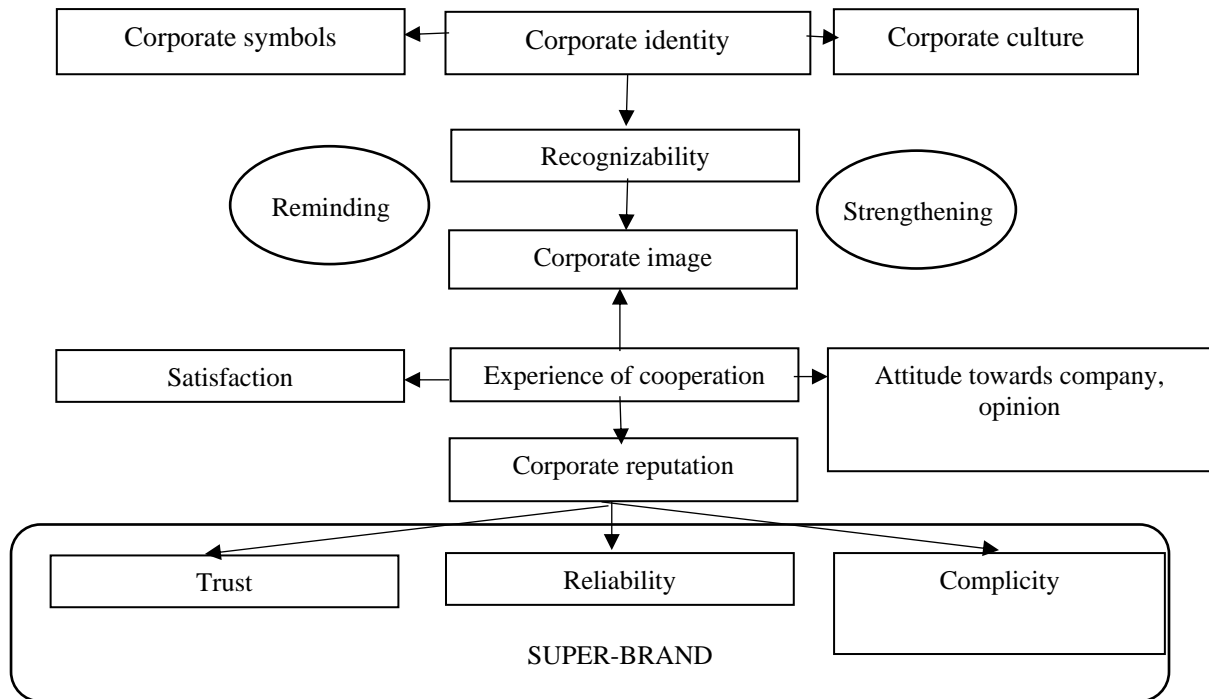 Corporate symbols
Corporate identity
Corporate culture
Recognizability
Reminding
Strengthening
Corporate image
Satisfaction
Experience of cooperation
Attitude towards company,
opinion
Corporate reputation
Trust
Reliability
Complicity
SUPER-BRAND